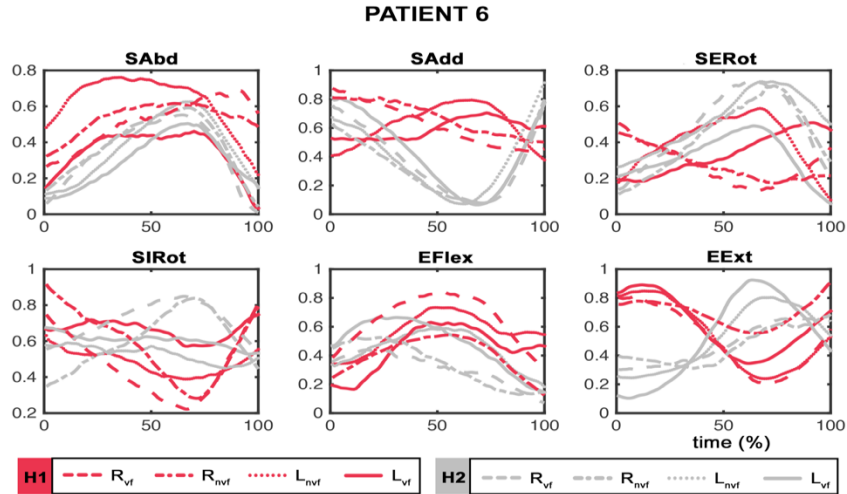 PATIENT 6
SAbd SAdd SERot
0.8 1 0.8
0.6 0.8 0.6
0.4 0.6 0.4
0.2 0.4 0.2
0 0.2 0
0
0 50 100 0 50 100 0 50 100
SIRot EFlex EExt
1 1 1
0.8 0.8 0.8
0.6 0.6 0.6
0.4 0.4 0.4
0.2 0.2 0.2
0 0
0 50 100 0 50 100 0 50 100
time (%)
H1 Rvf Rnvf Lnvf Lvf H2 Rvf Rnvf Lnvf Lvf